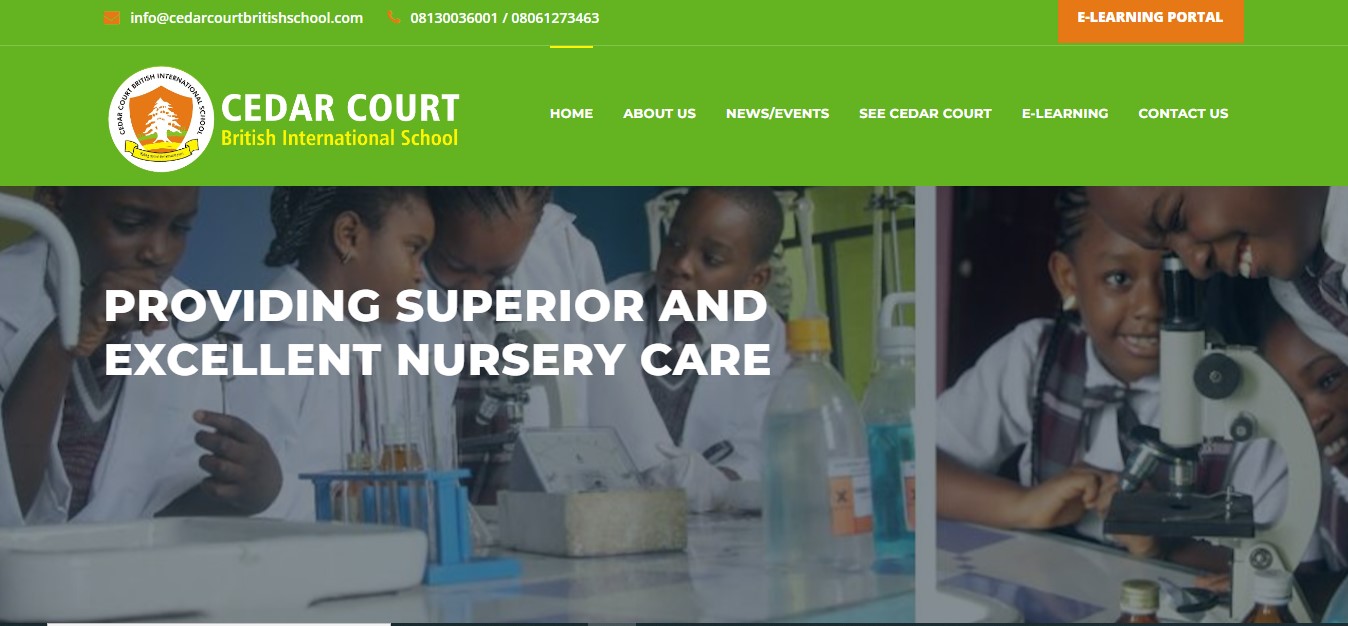 info@cedarcourtbritishschool.com 08130036001 / 08061273463 E-LEARNING PORTAL
CEDAR COURT BRITISH INTERNATIONAL SCHOOL
CEDAR COURT
British International School
HOME ABOUT US NEWS/EVENTS SEE CEDAR COURT E-LEARNING CONTACT US
PROVIDING SUPERIOR AND
EXCELLENT NURSERY CARE